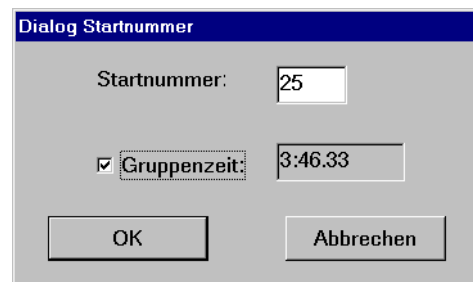 Dialog Startnummer
Startnummer: 25
Gruppenzeit: 3:46.33
OK Abbrechen